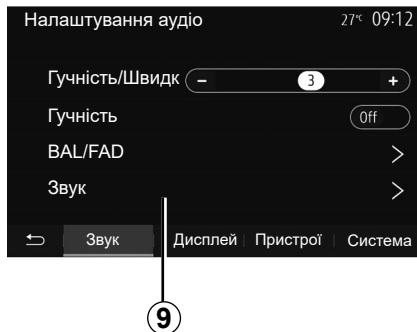 Налаштування аудіо 27°C 09:12
Гучність/Швидк - 3 +
Гучність Off
BAL/FAD >
Звук >
Звук Дисплей Пристрої Система
9